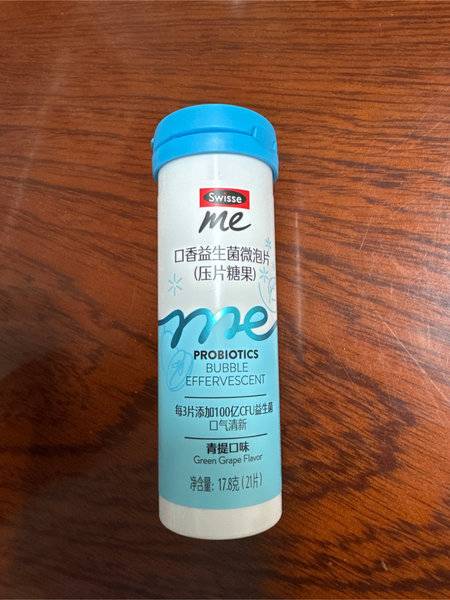 Swisse
me
口香益生菌微泡片
(压片糖果)
me
PROBIOTICS
BUBBLE
EFFERVESCENT
每3片添加100亿CFU益生菌
口气清新
青提口味
Green Grape Flavor
净含量：17.8克(21片)